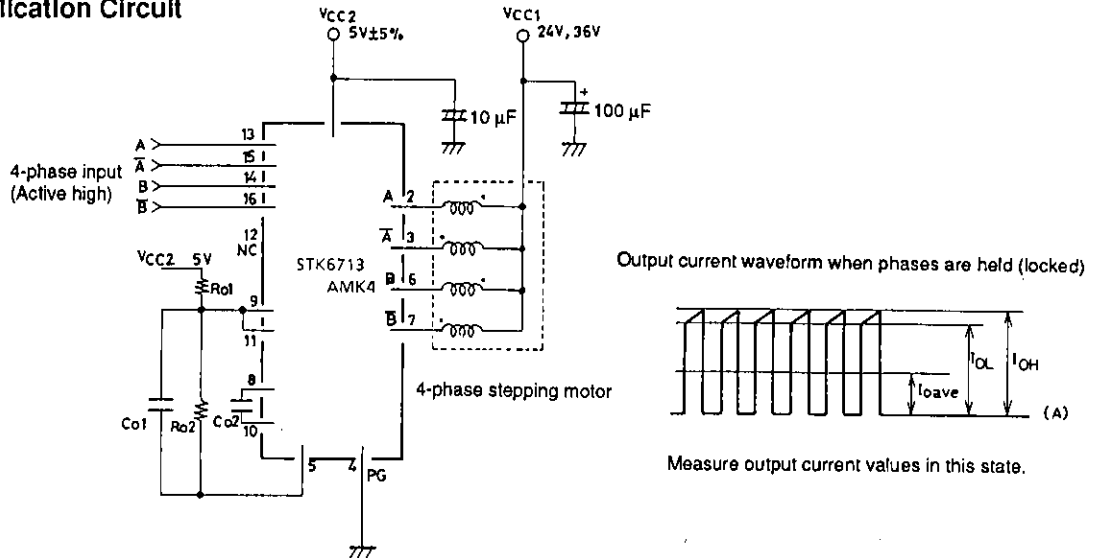 lication Circuit
VCC2
5V±5%
VCC1
24V, 36V
10 µF
+
100 µF
4-phase input
(Active high)
A
A̅
B
B̅
13
15
14
16
12
NC
VCC2 5V
Ro1
9
11
8
10
Co1
Ro2
Co2
STK6713
AMK4
A 2
A̅ 3
B 6
B̅ 7
4-phase stepping motor
5
4
PG
Output current waveform when phases are held (locked)
IOL
IOH
Ioave
(A)
Measure output current values in this state.